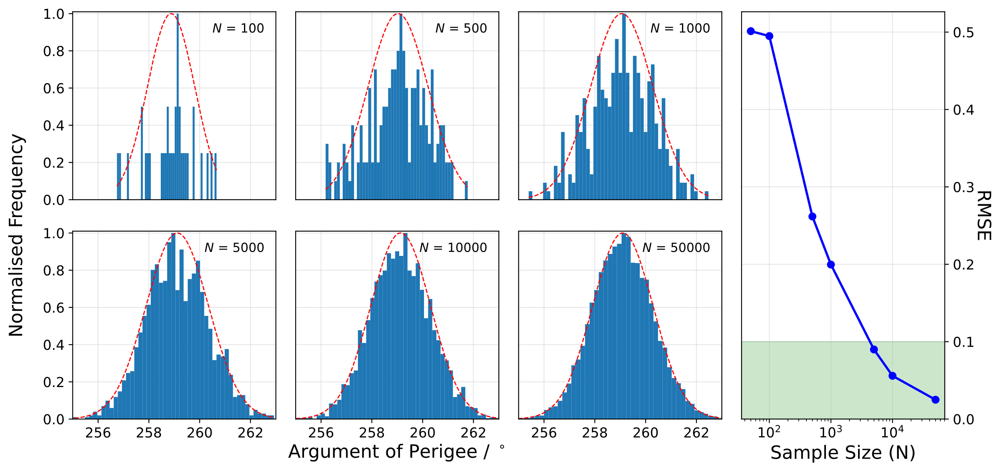 1.0
0.8
0.6
0.4
0.2
0.0
N = 100
N = 500
N = 1000
0.5
0.4
0.3
0.2
0.1
0.0
RMSE
Normalised Frequency
1.0
0.8
0.6
0.4
0.2
0.0
N = 5000
N = 10000
N = 50000
256 258 260 262
256 258 260 262
256 258 260 262
10² 10³ 10⁴
Argument of Perigee / °
Sample Size (N)